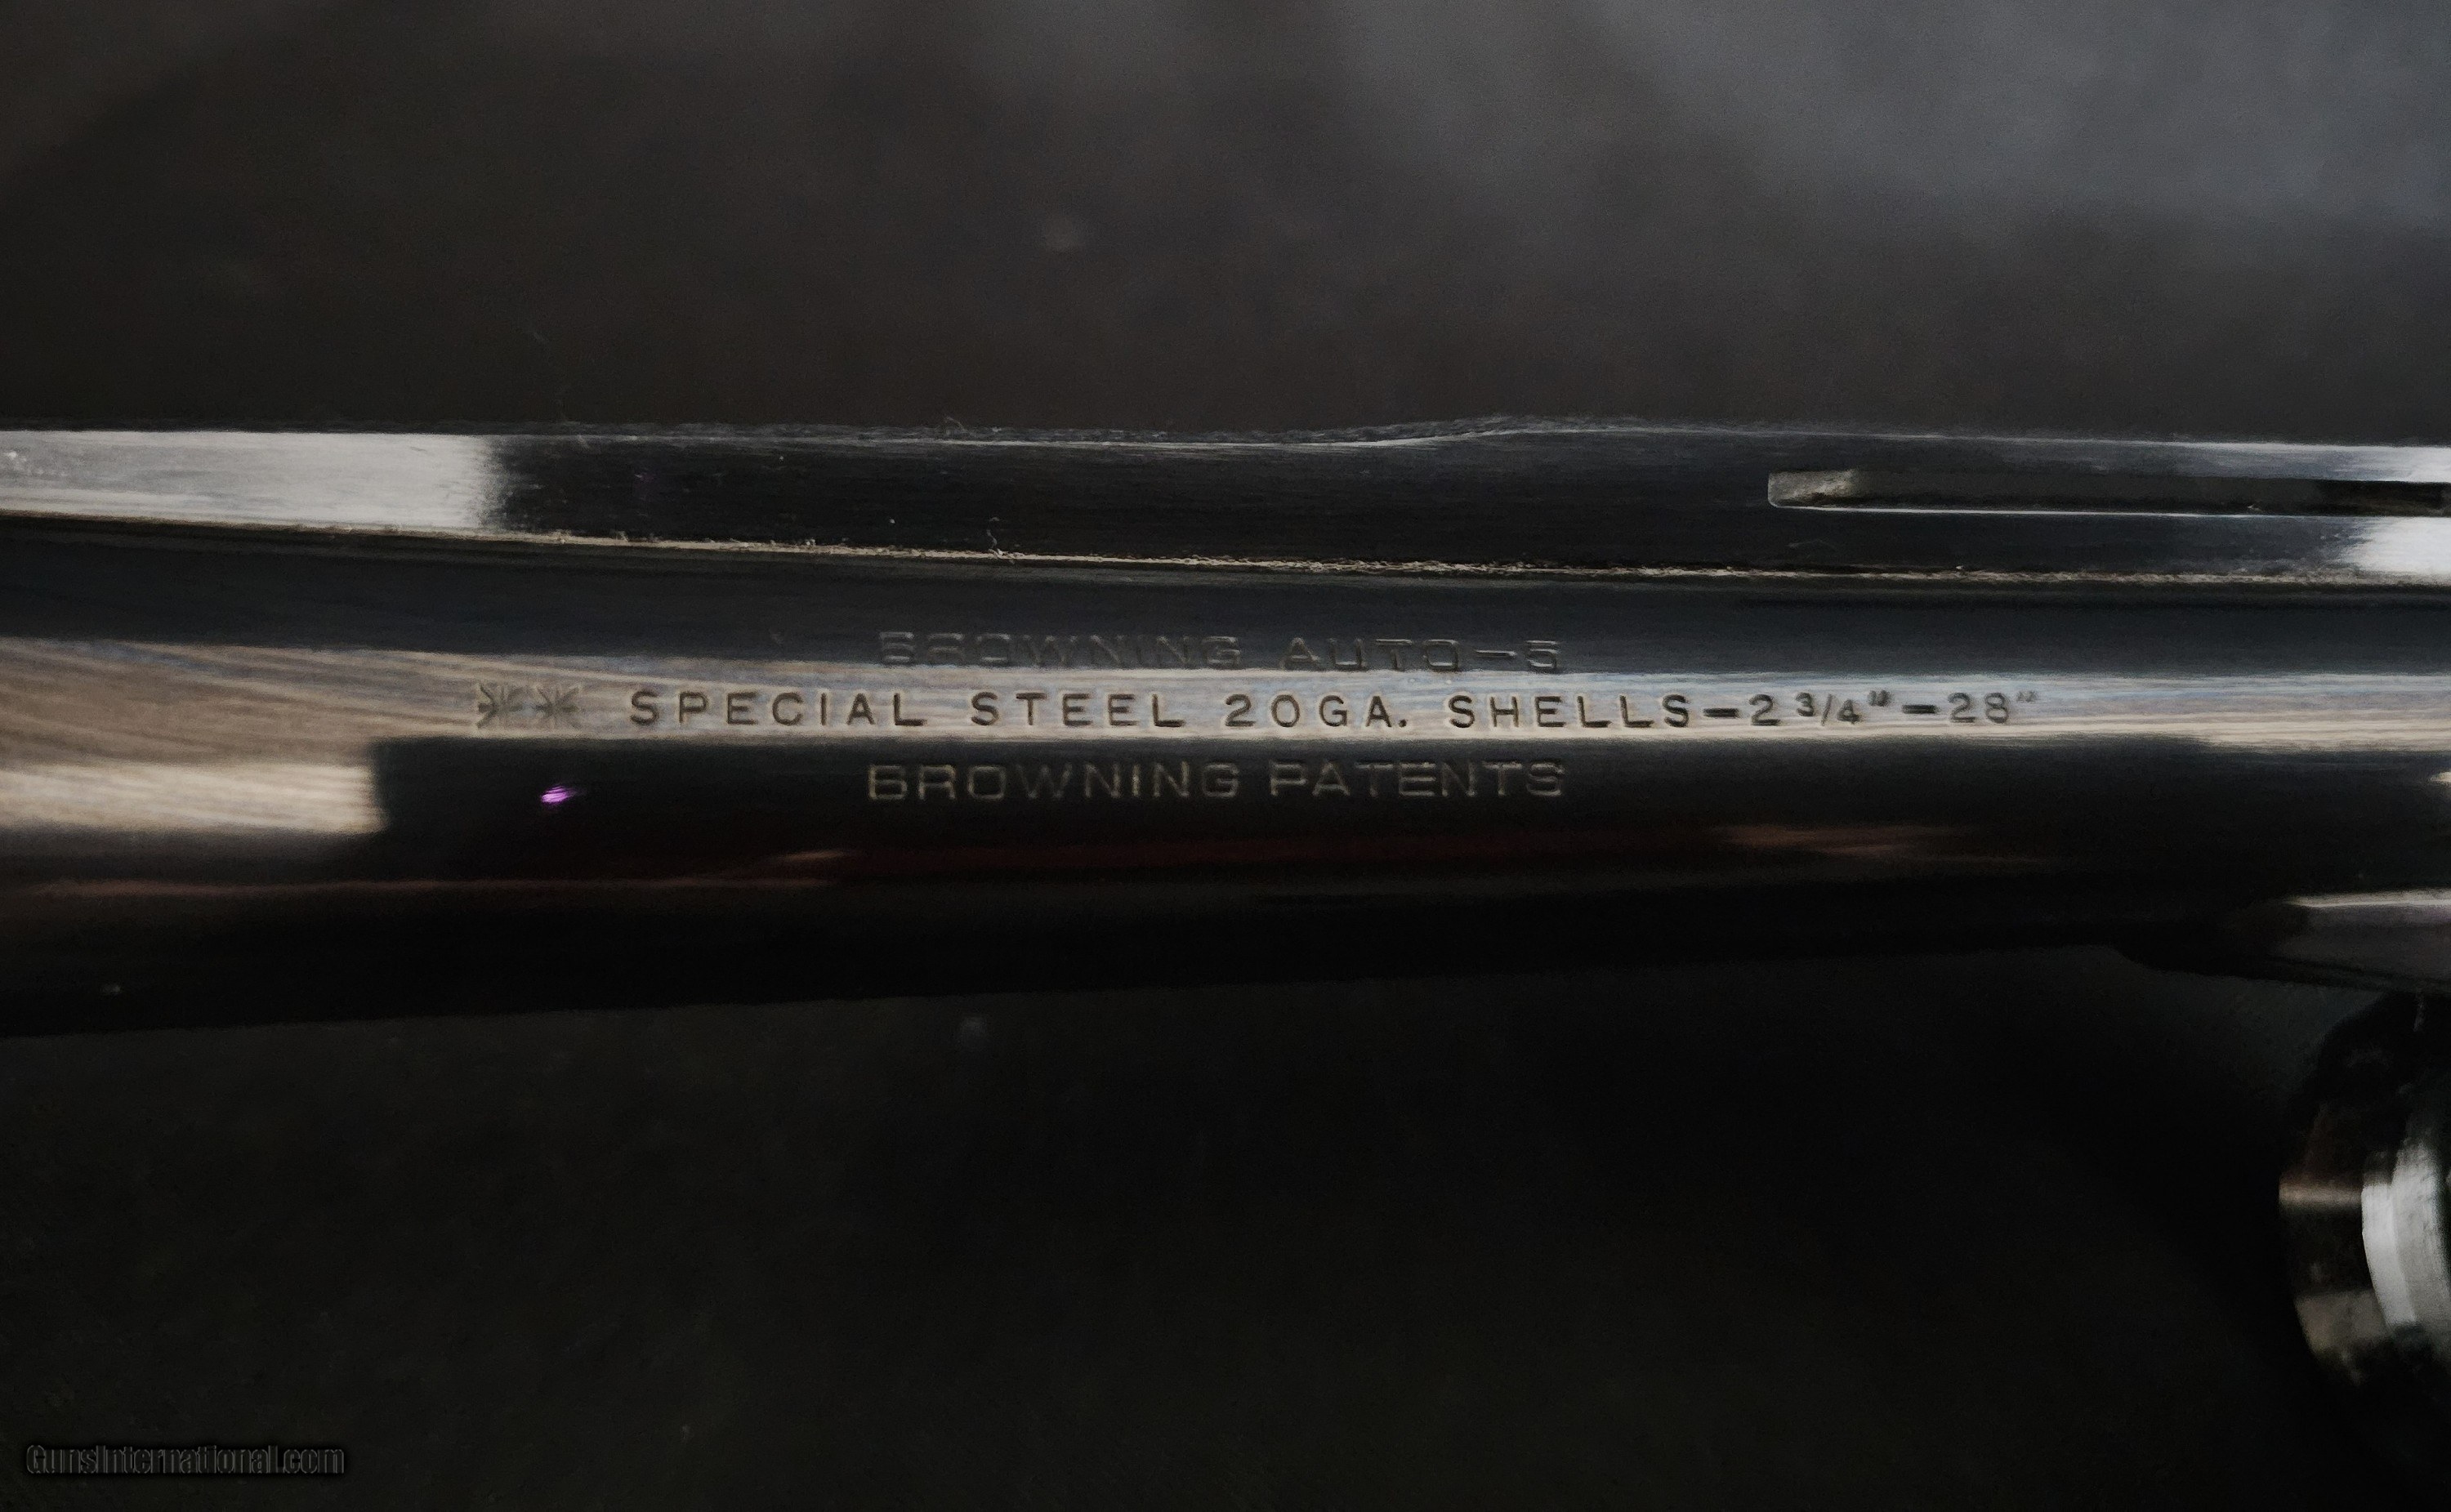 BROWNING AUTO-5
** SPECIAL STEEL 20GA. SHELLS-2 3/4"-28"
BROWNING PATENTS
GunsInternational.com